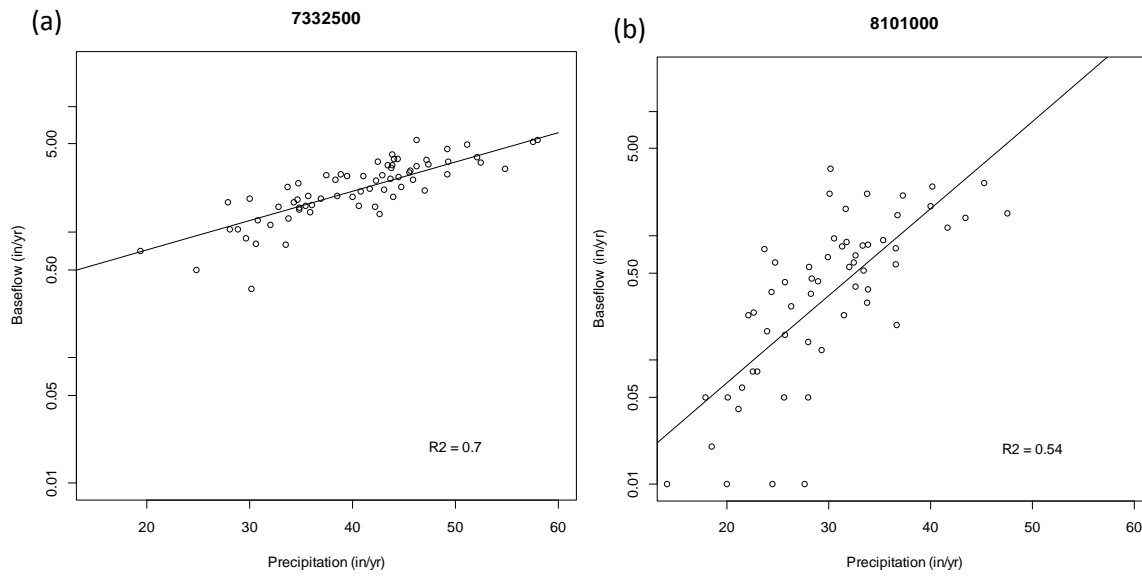 (a)
7332500
Baseflow (in/yr)
5.00
0.50
0.05
0.01
R2 = 0.7
20 30 40 50 60
Precipitation (in/yr)
(b)
8101000
Baseflow (in/yr)
5.00
0.50
0.05
0.01
R2 = 0.54
20 30 40 50 60
Precipitation (in/yr)